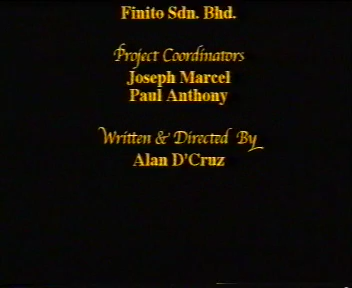 Finito Sdn. Bhd.
Project Coordinators
Joseph Marcel
Paul Anthony
Written & Directed By
Alan D'Cruz